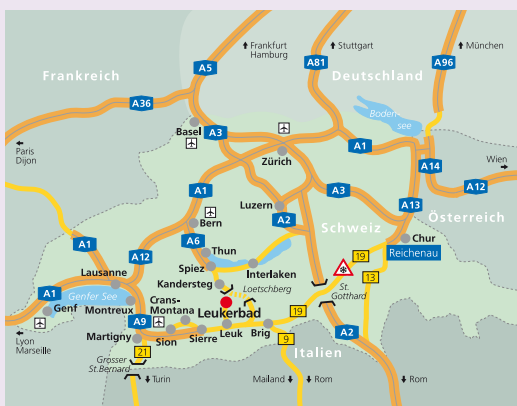 Frankfurt
Hamburg
Stuttgart
München
A5
A81
A96
Frankreich
Deutschland
A36
Boden
see
Basel
A3
A1
Paris
Dijon
Zürich
A14
Wien
A1
A3
A12
Luzern
A2
A13
Bern
Schweiz
Österreich
A1
A12
A6
Thun
Chur
Reichenau
Spiez
19
Lausanne
Interlaken
13
Kandersteg
Loetschberg
St.
Gotthard
A1
Genfer See
Crans-
Montana
Leukerbad
Genf
Montreux
19
A9
A2
Lyon
Marseille
Martigny
Sion
Sierre
Leuk
Brig
9
21
Italien
Grosser
St.Bernard
Turin
Mailand
Rom
Rom